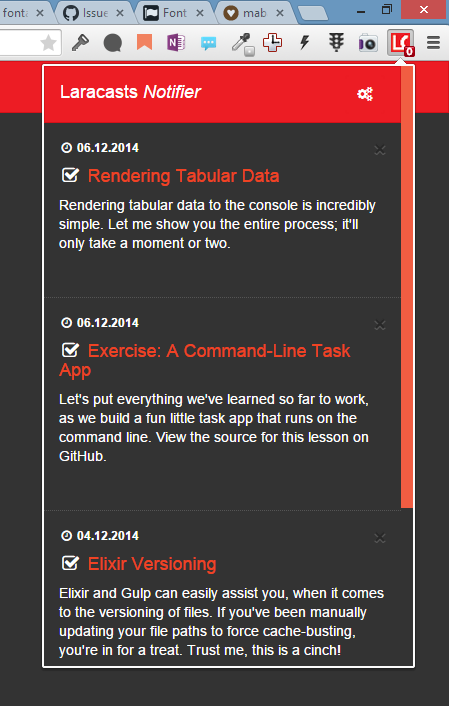 fonta
Issue
Font
mab
N
0
Laracasts Notifier
06.12.2014
Rendering Tabular Data
Rendering tabular data to the console is incredibly
simple. Let me show you the entire process; it'll
only take a moment or two.
06.12.2014
Exercise: A Command-Line Task
App
Let's put everything we've learned so far to work,
as we build a fun little task app that runs on the
command line. View the source for this lesson on
GitHub.
04.12.2014
Elixir Versioning
Elixir and Gulp can easily assist you, when it comes
to the versioning of files. If you've been manually
updating your file paths to force cache-busting,
you're in for a treat. Trust me, this is a cinch!